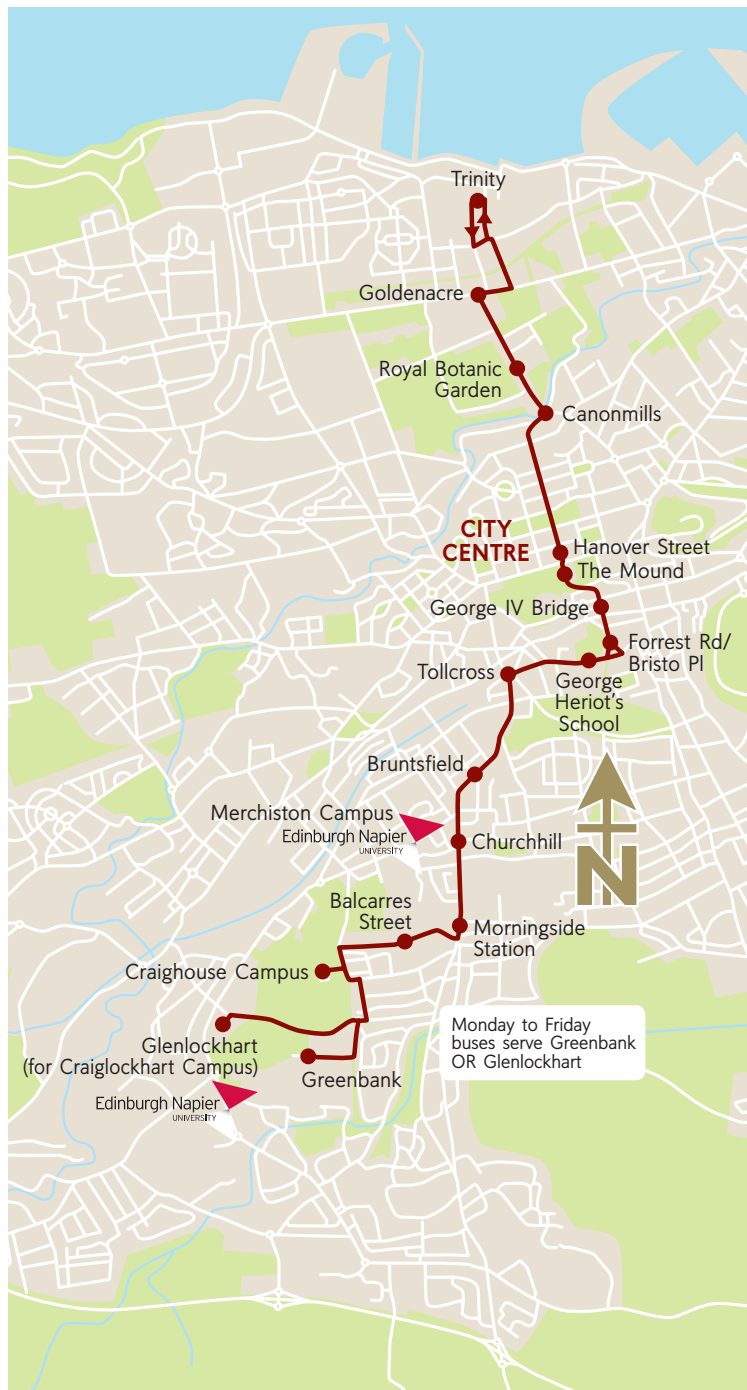 Trinity
Goldenacre
Royal Botanic
Garden
Canonmills
CITY
CENTRE
Hanover Street
The Mound
George IV Bridge
Forrest Rd/
Bristo Pl
Tollcross
George
Heriot's
School
Bruntsfield
Merchiston Campus
Edinburgh Napier
UNIVERSITY
Churchhill
N
Balcarres
Street
Morningside
Station
Craighouse Campus
Glenlockhart
(for Craiglockhart Campus)
Monday to Friday
buses serve Greenbank
OR Glenlockhart
Greenbank
Edinburgh Napier
UNIVERSITY